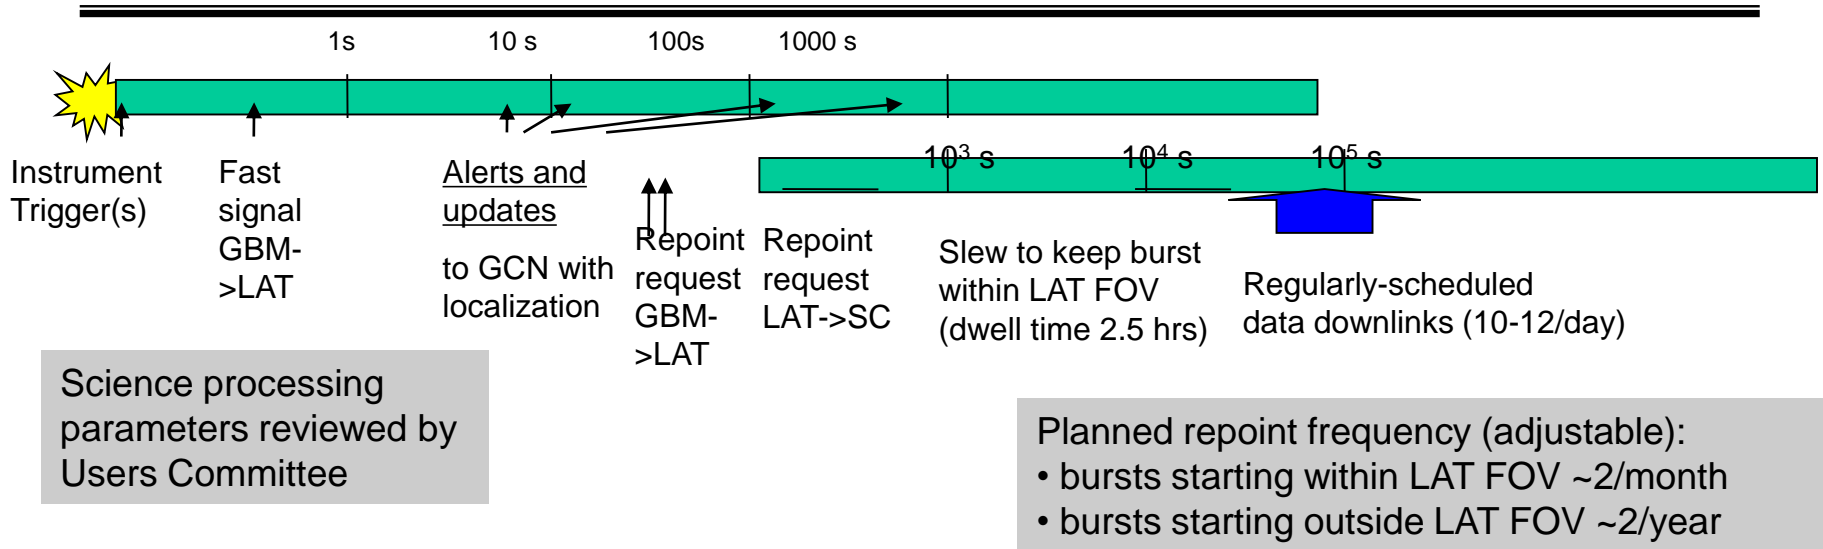 1s 10 s 100s 1000 s
10³ s 10⁴ s 10⁵ s
Instrument
Trigger(s)
Fast
signal
GBM-
>LAT
Alerts and
updates
to GCN with
localization
Repoint
request
GBM-
>LAT
Repoint
request
LAT->SC
Slew to keep burst
within LAT FOV
(dwell time 2.5 hrs)
Regularly-scheduled
data downlinks (10-12/day)
Science processing
parameters reviewed by
Users Committee
Planned repoint frequency (adjustable):
• bursts starting within LAT FOV ~2/month
• bursts starting outside LAT FOV ~2/year